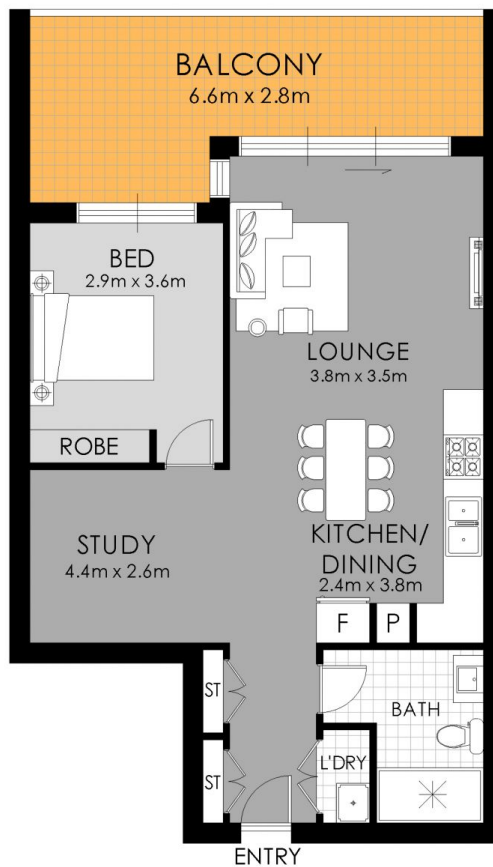 BALCONY
6.6m x 2.8m
BED
2.9m x 3.6m
LOUNGE
3.8m x 3.5m
ROBE
STUDY
4.4m x 2.6m
KITCHEN/
DINING
2.4m x 3.8m
F
P
ST
BATH
L'DRY
ST
ENTRY